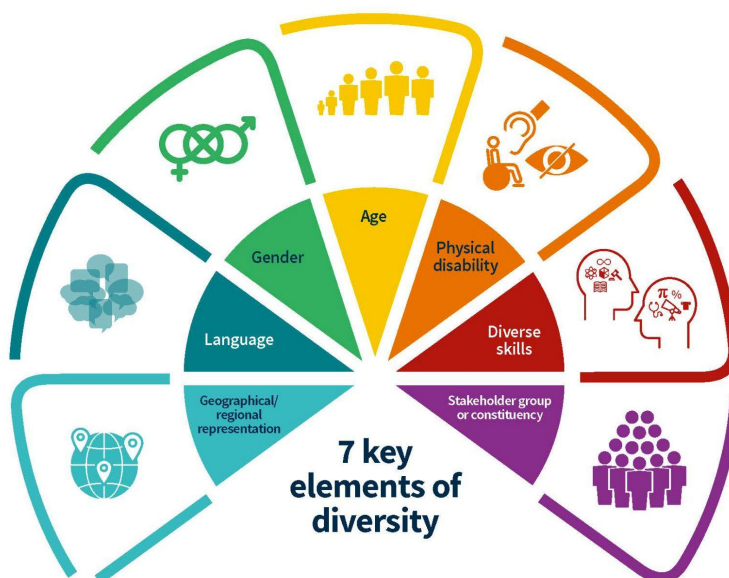 Age
Gender
Physical
disability
Language
Diverse
skills
Geographical/
regional
representation
Stakeholder group
or constituency
7 key
elements of
diversity
π %
∞